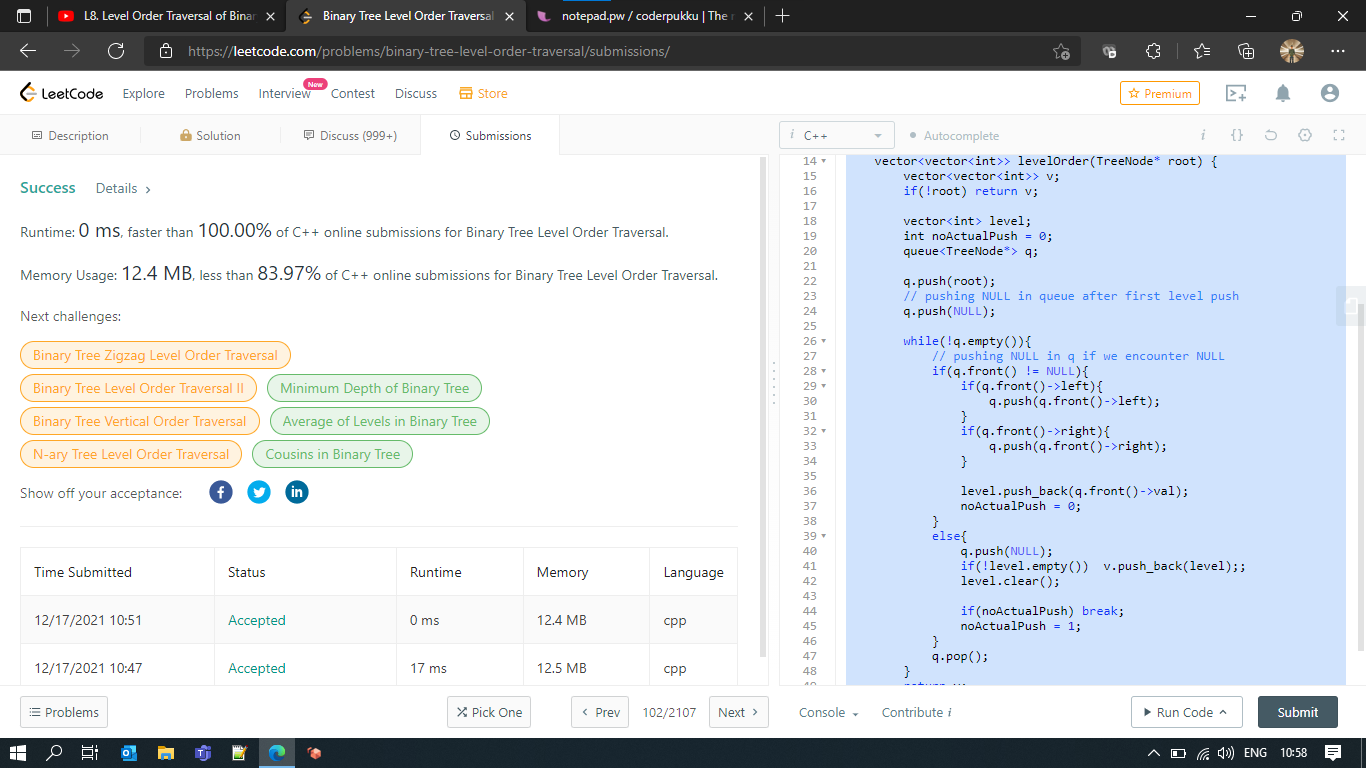 L8. Level Order Traversal of Binar
Binary Tree Level Order Traversal
notepad.pw / coderpukku | The
https://leetcode.com/problems/binary-tree-level-order-traversal/submissions/
LeetCode
Explore
Problems
Interview
New
Contest
Discuss
Store
Premium
Description
Solution
Discuss (999+)
Submissions
i C++
Autocomplete
i {}
Success
Details
Runtime: 0 ms, faster than 100.00% of C++ online submissions for Binary Tree Level Order Traversal.
Memory Usage: 12.4 MB, less than 83.97% of C++ online submissions for Binary Tree Level Order Traversal.
Next challenges:
Binary Tree Zigzag Level Order Traversal
Binary Tree Level Order Traversal II
Minimum Depth of Binary Tree
Binary Tree Vertical Order Traversal
Average of Levels in Binary Tree
N-ary Tree Level Order Traversal
Cousins in Binary Tree
Show off your acceptance:
Time Submitted Status Runtime Memory Language
12/17/2021 10:51 Accepted 0 ms 12.4 MB cpp
12/17/2021 10:47 Accepted 17 ms 12.5 MB cpp
14 vector<vector<int>> levelOrder(TreeNode* root) {
15 vector<vector<int>> v;
16 if(!root) return v;
17
18 vector<int> level;
19 int noActualPush = 0;
20 queue<TreeNode*> q;
21
22 q.push(root);
23 // pushing NULL in queue after first level push
24 q.push(NULL);
25
26 while(!q.empty()){
27 // pushing NULL in q if we encounter NULL
28 if(q.front() != NULL){
29 if(q.front()->left){
30 q.push(q.front()->left);
31 }
32 if(q.front()->right){
33 q.push(q.front()->right);
34 }
35
36 level.push_back(q.front()->val);
37 noActualPush = 0;
38 }
39 else{
40 q.push(NULL);
41 if(!level.empty()) v.push_back(level);;
42 level.clear();
43
44 if(noActualPush) break;
45 noActualPush = 1;
46 }
47 q.pop();
48 }
Problems
Pick One
Prev
102/2107
Next
Console
Contribute i
Run Code
Submit
ENG
10:58